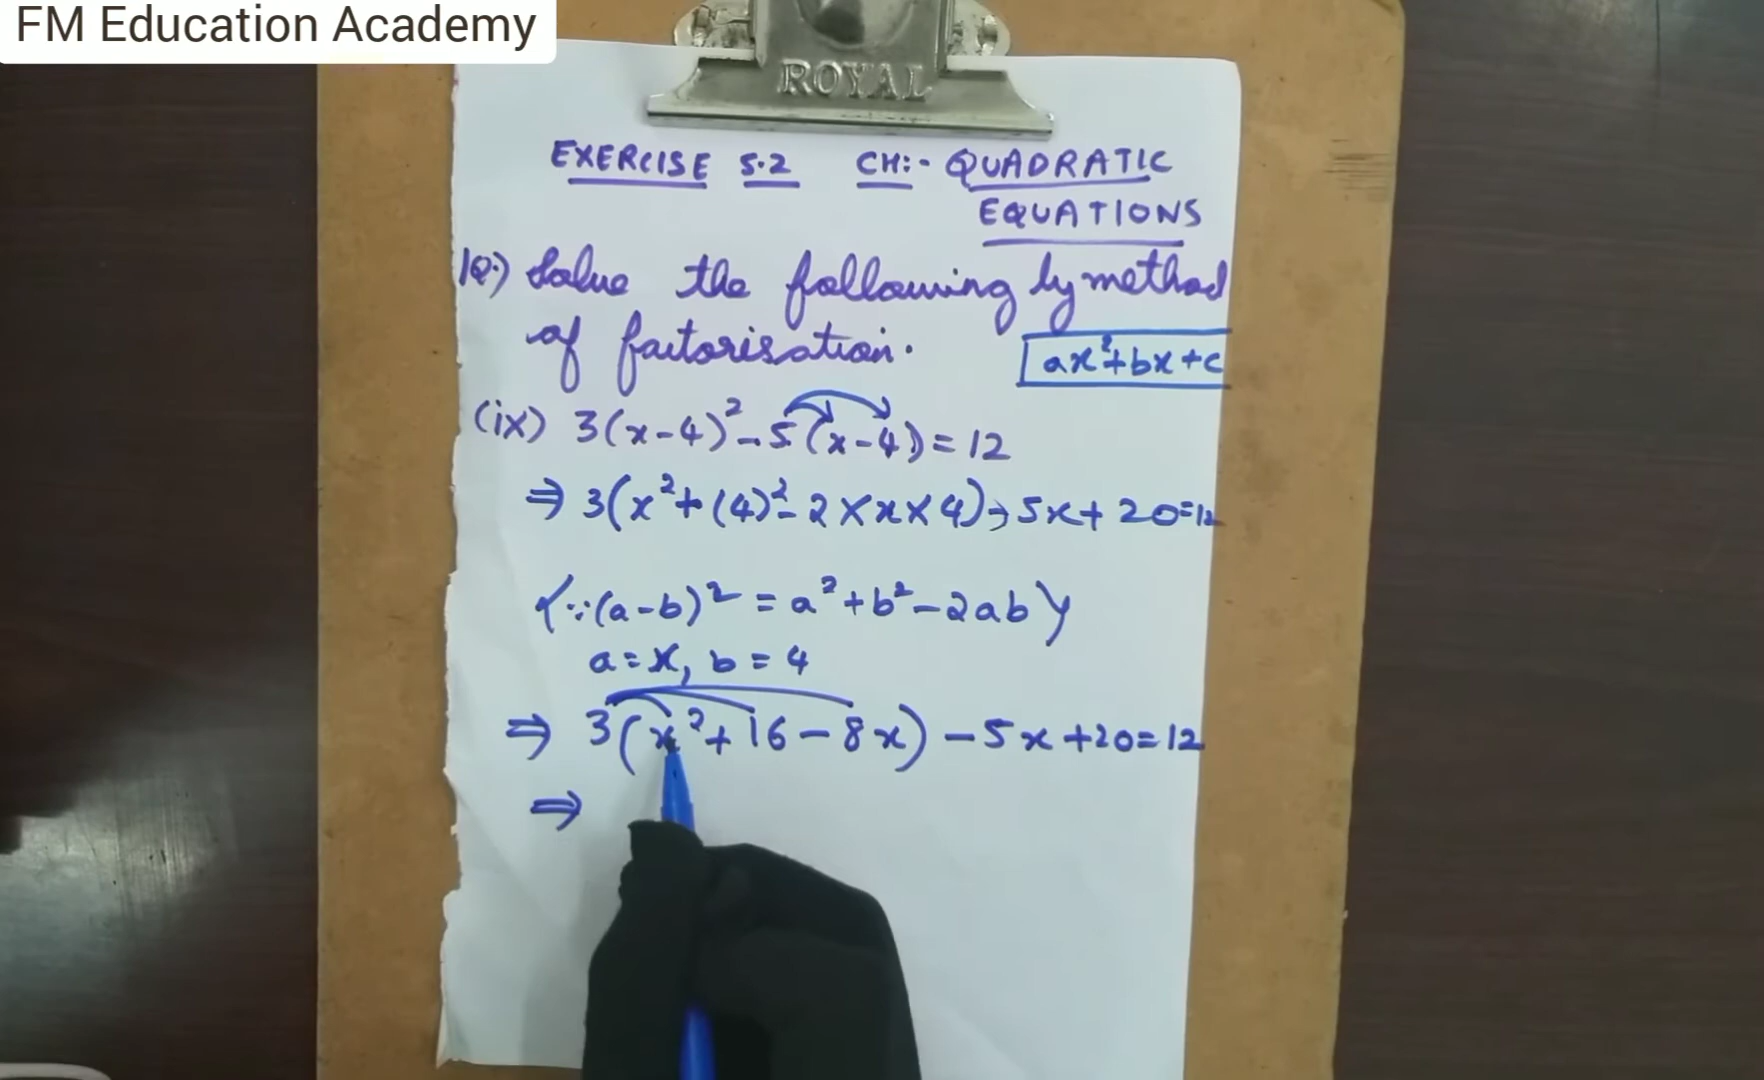 FM Education Academy
ROYAL
EXERCISE 5.2 CH:- QUADRATIC
EQUATIONS
1Q.) Solve the following by method
of factorisation.
ax²+bx+c
(ix) 3(x-4)²-5(x-4)=12
⇒ 3(x²+(4)²-2×x×4)-5x+20=12
{∵(a-b)²=a²+b²-2ab}
a=x, b=4
⇒ 3(x²+16-8x)-5x+20=12
⇒